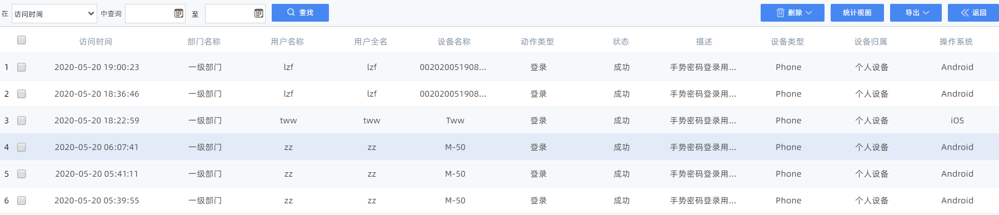 在 访问时间 中查询 至 查找 删除 统计视图 导出 返回
访问时间 部门名称 用户名称 用户全名 设备名称 动作类型 状态 描述 设备类型 设备归属 操作系统
1 2020-05-20 19:00:23 一级部门 lzf lzf 002020051908... 登录 成功 手势密码登录用... Phone 个人设备 Android
2 2020-05-20 18:36:46 一级部门 lzf lzf 002020051908... 登录 成功 手势密码登录用... Phone 个人设备 Android
3 2020-05-20 18:22:59 一级部门 tww tww Tww 登录 成功 手势密码登录用... Phone 个人设备 iOS
4 2020-05-20 06:07:41 一级部门 zz zz M-50 登录 成功 手势密码登录用... Phone 个人设备 Android
5 2020-05-20 05:41:11 一级部门 zz zz M-50 登录 成功 手势密码登录用... Phone 个人设备 Android
6 2020-05-20 05:39:55 一级部门 zz zz M-50 登录 成功 手势密码登录用... Phone 个人设备 Android